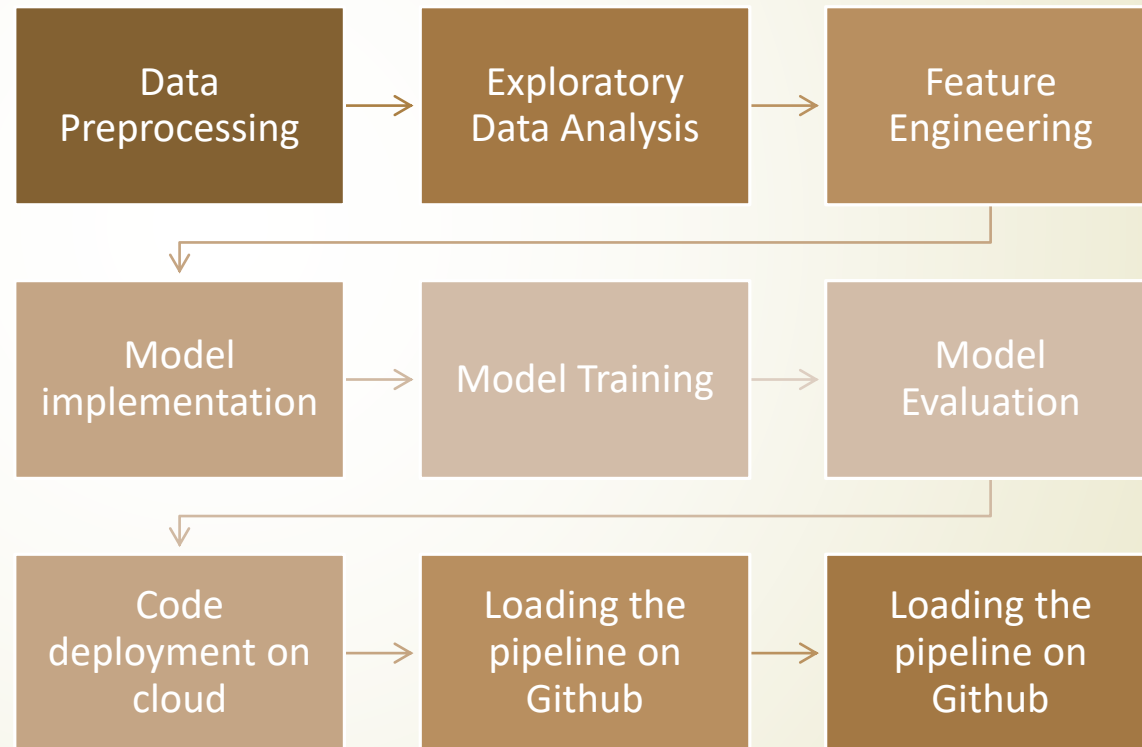 Data
Preprocessing
Exploratory
Data Analysis
Feature
Engineering
Model
implementation
Model Training
Model
Evaluation
Code
deployment on
cloud
Loading the
pipeline on
Github
Loading the
pipeline on
Github